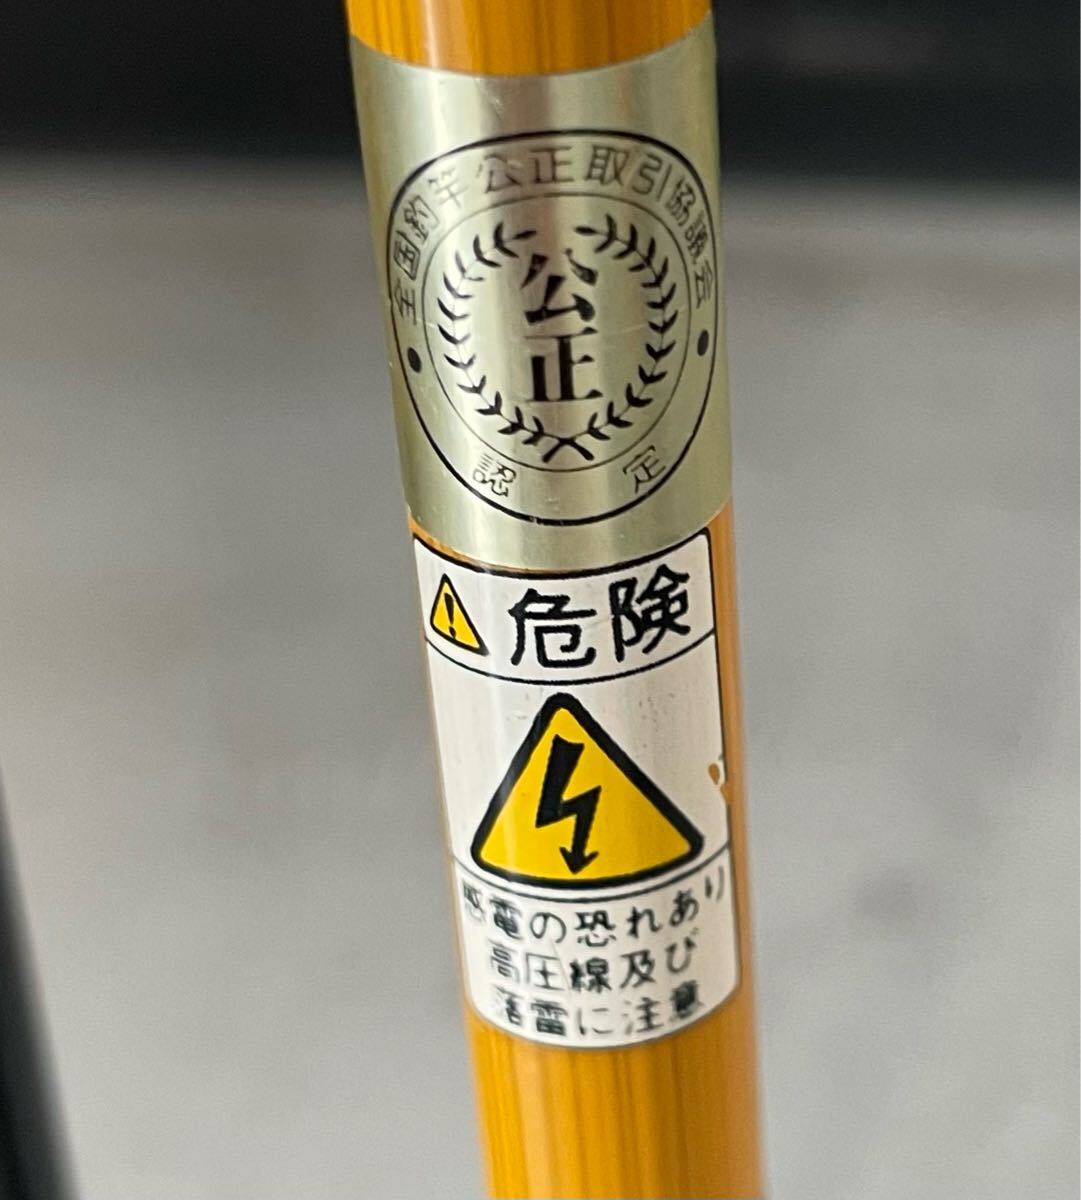 全国釣竿公正取引協議会
公正
認定
危険
感電の恐れあり
高圧線及び
落雷に注意